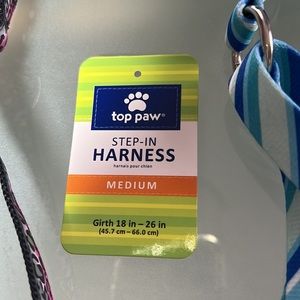 top paw®
STEP-IN
HARNESS
harnais pour chien
MEDIUM
Girth 18 in – 26 in
(45.7 cm – 66.0 cm)